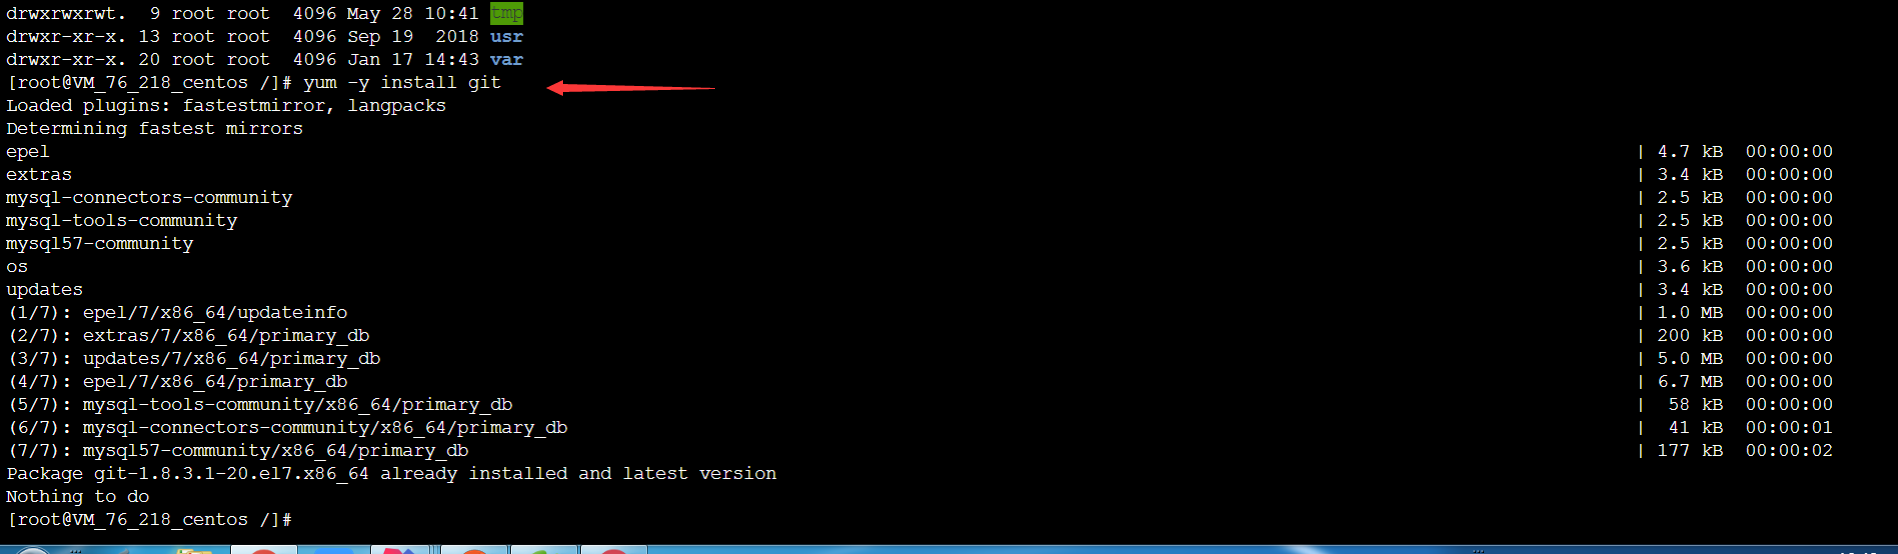 drwxrwxrwt.  9 root root  4096 May 28 10:41 tmp
drwxr-xr-x. 13 root root  4096 Sep 19  2018 usr
drwxr-xr-x. 20 root root  4096 Jan 17 14:43 var
[root@VM_76_218_centos /]# yum -y install git
Loaded plugins: fastestmirror, langpacks
Determining fastest mirrors
epel | 4.7 kB  00:00:00
extras | 3.4 kB  00:00:00
mysql-connectors-community | 2.5 kB  00:00:00
mysql-tools-community | 2.5 kB  00:00:00
mysql57-community | 2.5 kB  00:00:00
os | 3.6 kB  00:00:00
updates | 3.4 kB  00:00:00
(1/7): epel/7/x86_64/updateinfo | 1.0 MB  00:00:00
(2/7): extras/7/x86_64/primary_db | 200 kB  00:00:00
(3/7): updates/7/x86_64/primary_db | 5.0 MB  00:00:00
(4/7): epel/7/x86_64/primary_db | 6.7 MB  00:00:00
(5/7): mysql-tools-community/x86_64/primary_db |  58 kB  00:00:00
(6/7): mysql-connectors-community/x86_64/primary_db |  41 kB  00:00:01
(7/7): mysql57-community/x86_64/primary_db | 177 kB  00:00:02
Package git-1.8.3.1-20.el7.x86_64 already installed and latest version
Nothing to do
[root@VM_76_218_centos /]#